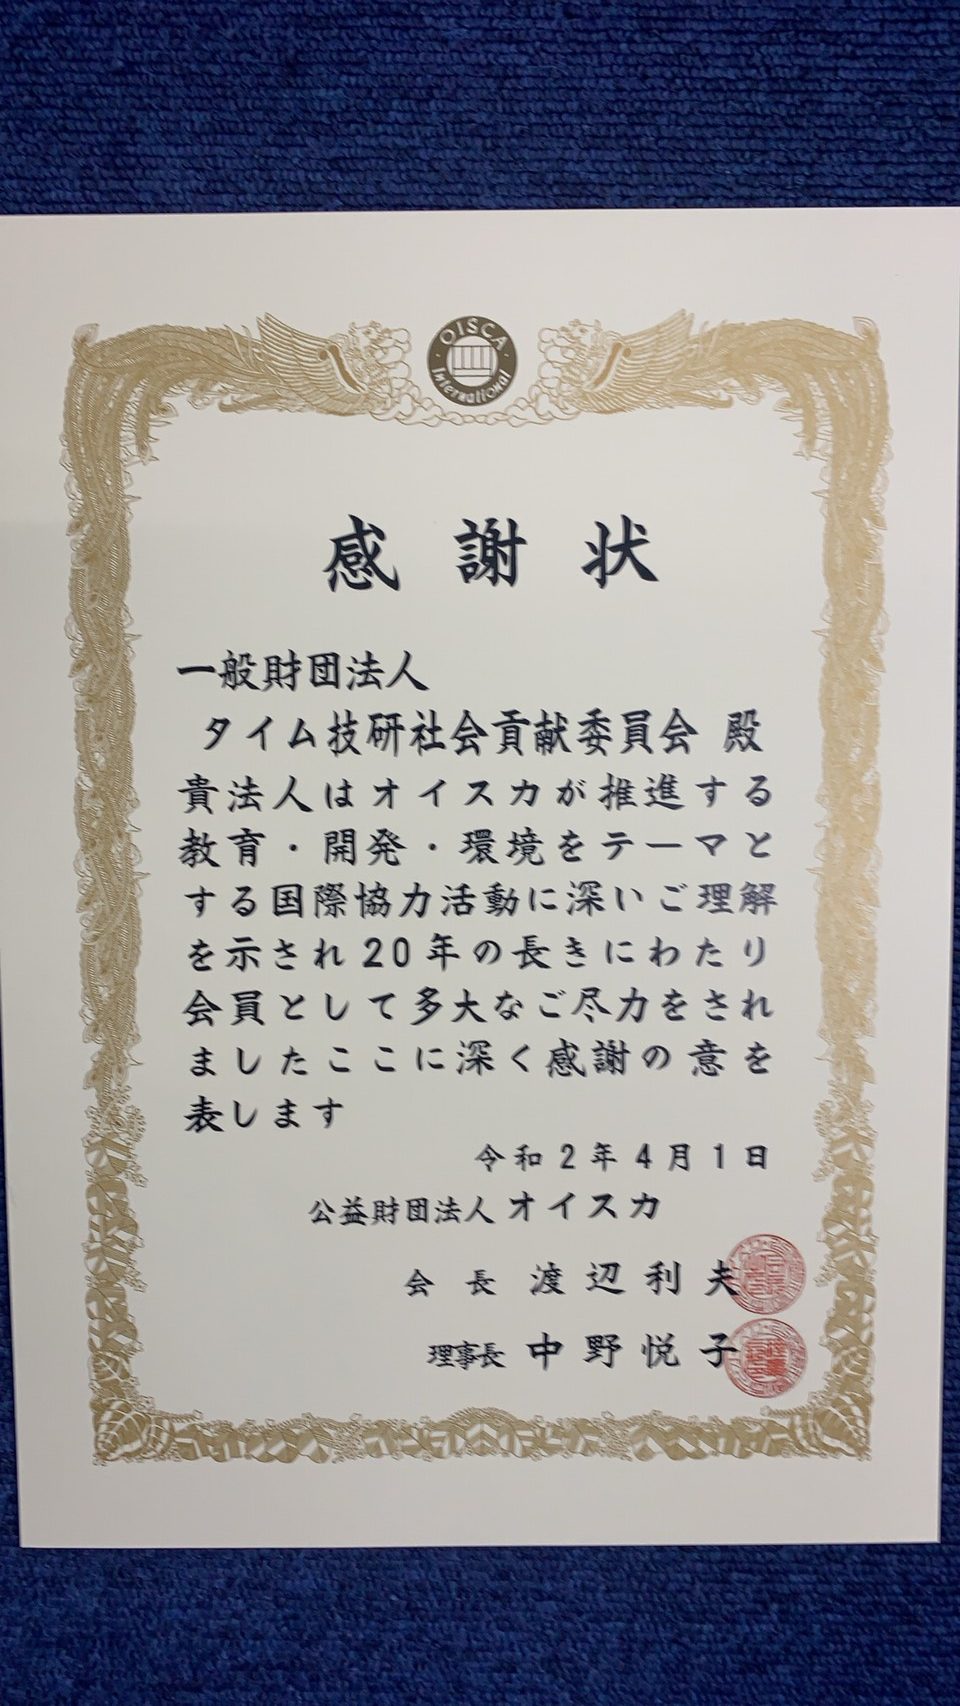 OISCA
International
感謝状
一般財団法人
タイム技研社会貢献委員会 殿
貴法人はオイスカが推進する
教育・開発・環境をテーマと
する国際協力活動に深いご理解
を示され20年の長きにわたり
会員として多大なご尽力をされ
ましたここに深く感謝の意を
表します
令和2年4月1日
公益財団法人オイスカ
会長 渡辺利夫
理事長 中野悦子